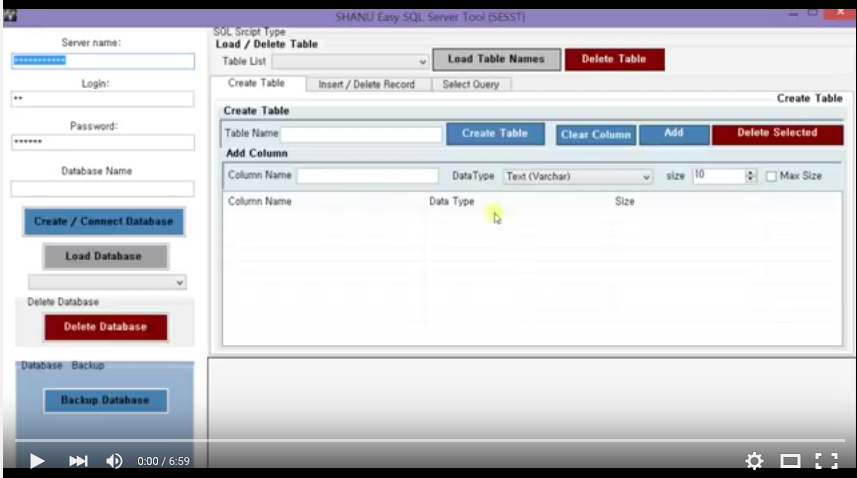 SHANU Easy SQL Server Tool (SESST)
Server name:
***********
Login:
**
Password:
******
Database Name
Create / Connect Database
Load Database
Delete Database
Delete Database
Database Backup
Backup Database
SQL Srcipt Type
Load / Delete Table
Table List
Load Table Names
Delete Table
Create Table
Insert / Delete Record
Select Query
Create Table
Create Table
Table Name
Create Table
Clear Column
Add
Delete Selected
Add Column
Column Name
DataType
Text (Varchar)
size
10
Max Size
Column Name
Data Type
Size
0:00 / 6:59